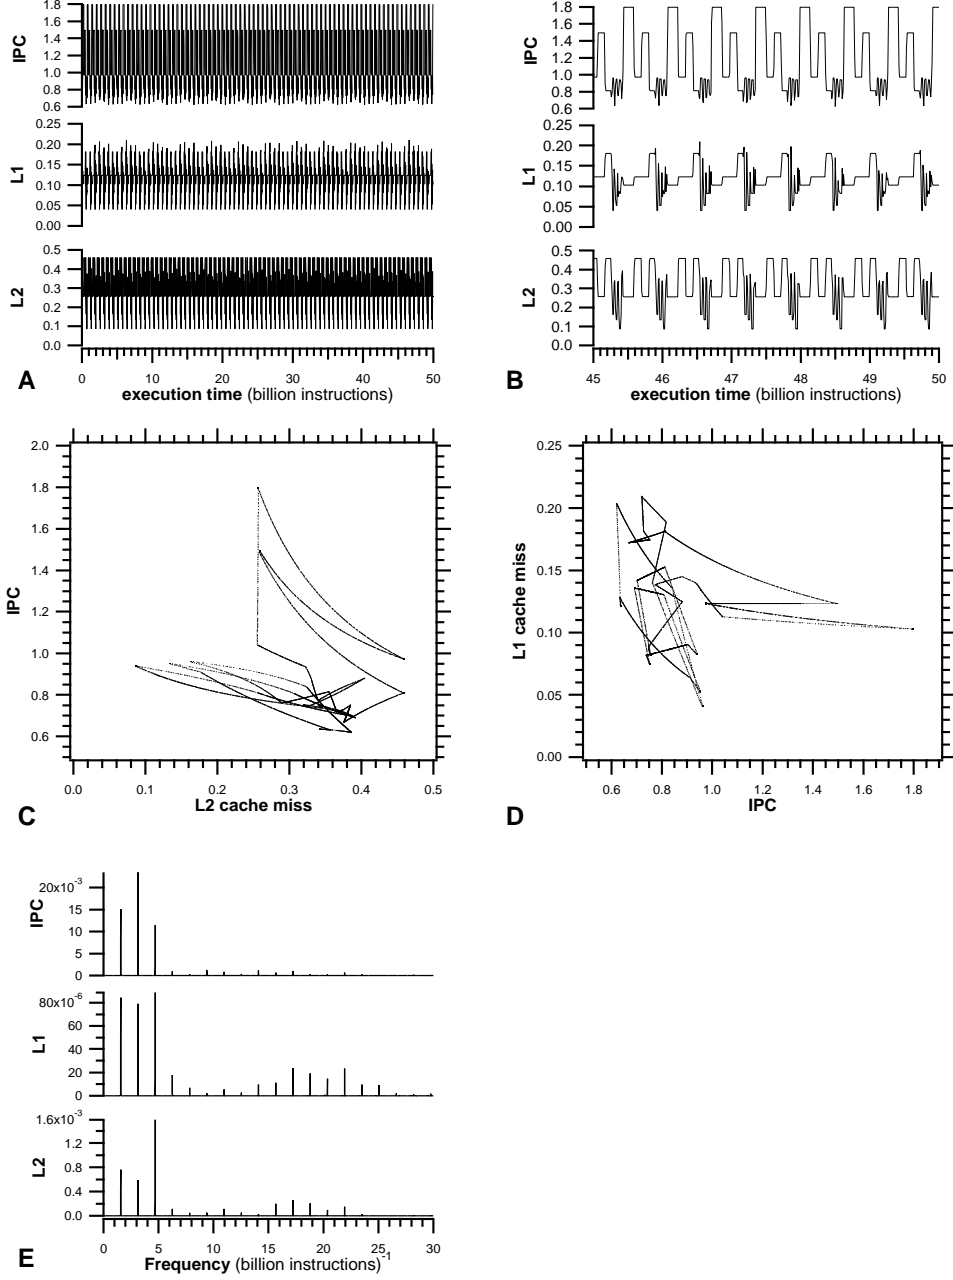 IPC
1.8
1.6
1.4
1.2
1.0
0.8
0.6
L1
0.25
0.20
0.15
0.10
0.05
0.00
L2
0.5
0.4
0.3
0.2
0.1
0.0
0 10 20 30 40 50
execution time (billion instructions)
A
IPC
1.8
1.6
1.4
1.2
1.0
0.8
0.6
L1
0.25
0.20
0.15
0.10
0.05
0.00
L2
0.5
0.4
0.3
0.2
0.1
0.0
45 46 47 48 49 50
execution time (billion instructions)
B
IPC
2.0
1.8
1.6
1.4
1.2
1.0
0.8
0.6
0.0 0.1 0.2 0.3 0.4 0.5
L2 cache miss
C
L1 cache miss
0.25
0.20
0.15
0.10
0.05
0.00
0.6 0.8 1.0 1.2 1.4 1.6 1.8
IPC
D
IPC
20x10⁻³
15
10
5
0
L1
80x10⁻⁶
60
40
20
0
L2
1.6x10⁻³
1.2
0.8
0.4
0.0
0 5 10 15 20 25 30
Frequency (billion instructions)⁻¹
E